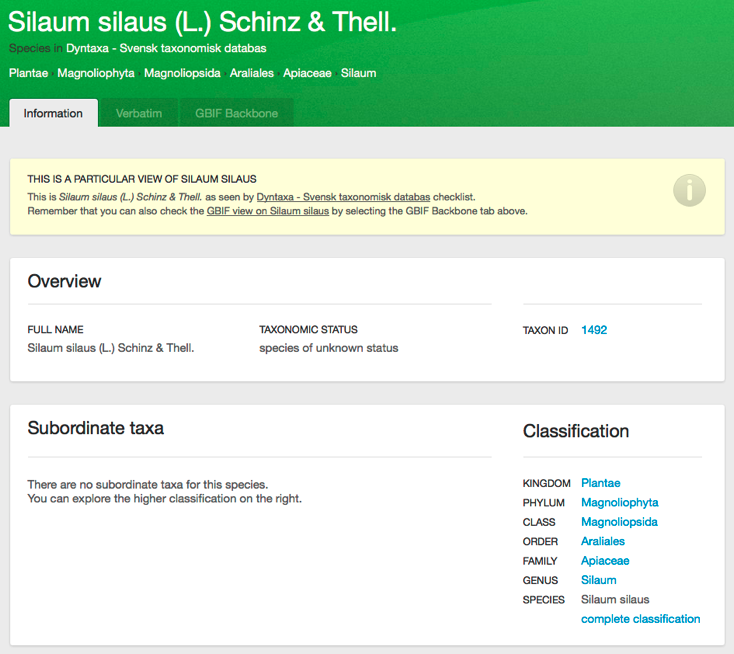 Silaum silaus (L.) Schinz & Thell.
Species in Dyntaxa - Svensk taxonomisk databas
Plantae Magnoliophyta Magnoliopsida Araliales Apiaceae Silaum
Information Verbatim GBIF Backbone
THIS IS A PARTICULAR VIEW OF SILAUM SILAUS
This is Silaum silaus (L.) Schinz & Thell. as seen by Dyntaxa - Svensk taxonomisk databas checklist.
Remember that you can also check the GBIF view on Silaum silaus by selecting the GBIF Backbone tab above.
i
Overview
FULL NAME
Silaum silaus (L.) Schinz & Thell.
TAXONOMIC STATUS
species of unknown status
TAXON ID 1492
Subordinate taxa
There are no subordinate taxa for this species.
You can explore the higher classification on the right.
Classification
KINGDOM Plantae
PHYLUM Magnoliophyta
CLASS Magnoliopsida
ORDER Araliales
FAMILY Apiaceae
GENUS Silaum
SPECIES Silaum silaus
complete classification